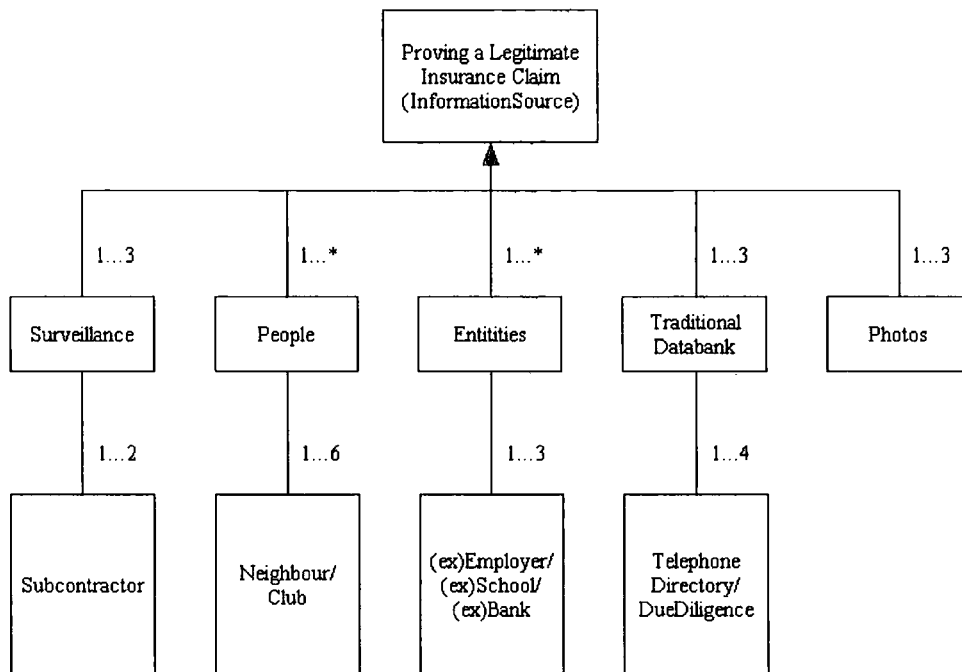 Proving a Legitimate
Insurance Claim
(InformationSource)
1...3
1...*
1...*
1...3
1...3
Surveillance
People
Entitities
Traditional
Databank
Photos
1...2
1...6
1...3
1...4
Subcontractor
Neighbour/
Club
(ex)Employer/
(ex)School/
(ex)Bank
Telephone
Directory/
DueDiligence